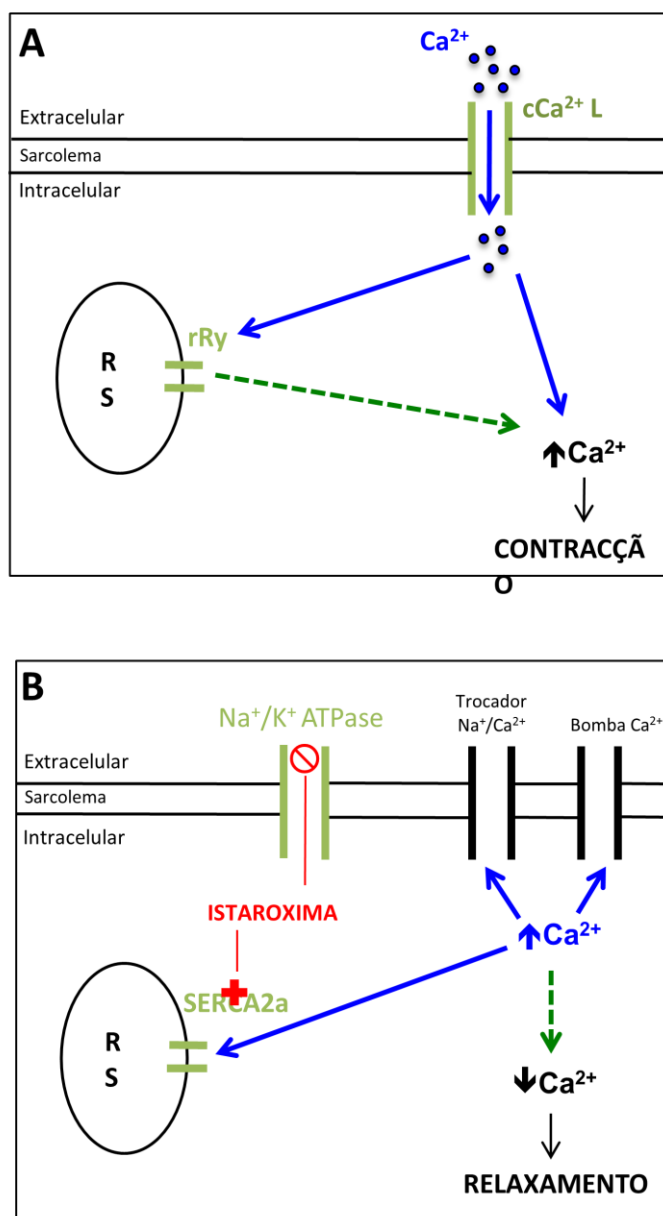 A
Ca²⁺
cCa²⁺ L
Extracelular
Sarcolema
Intracelular
rRy
R
S
🡩Ca²⁺
CONTRACÇÃ
O
B
Na⁺/K⁺ ATPase
Trocador
Na⁺/Ca²⁺
Bomba Ca²⁺
Extracelular
Sarcolema
Intracelular
ISTAROXIMA
🡩Ca²⁺
SERCA2a
R
S
🡫Ca²⁺
RELAXAMENTO